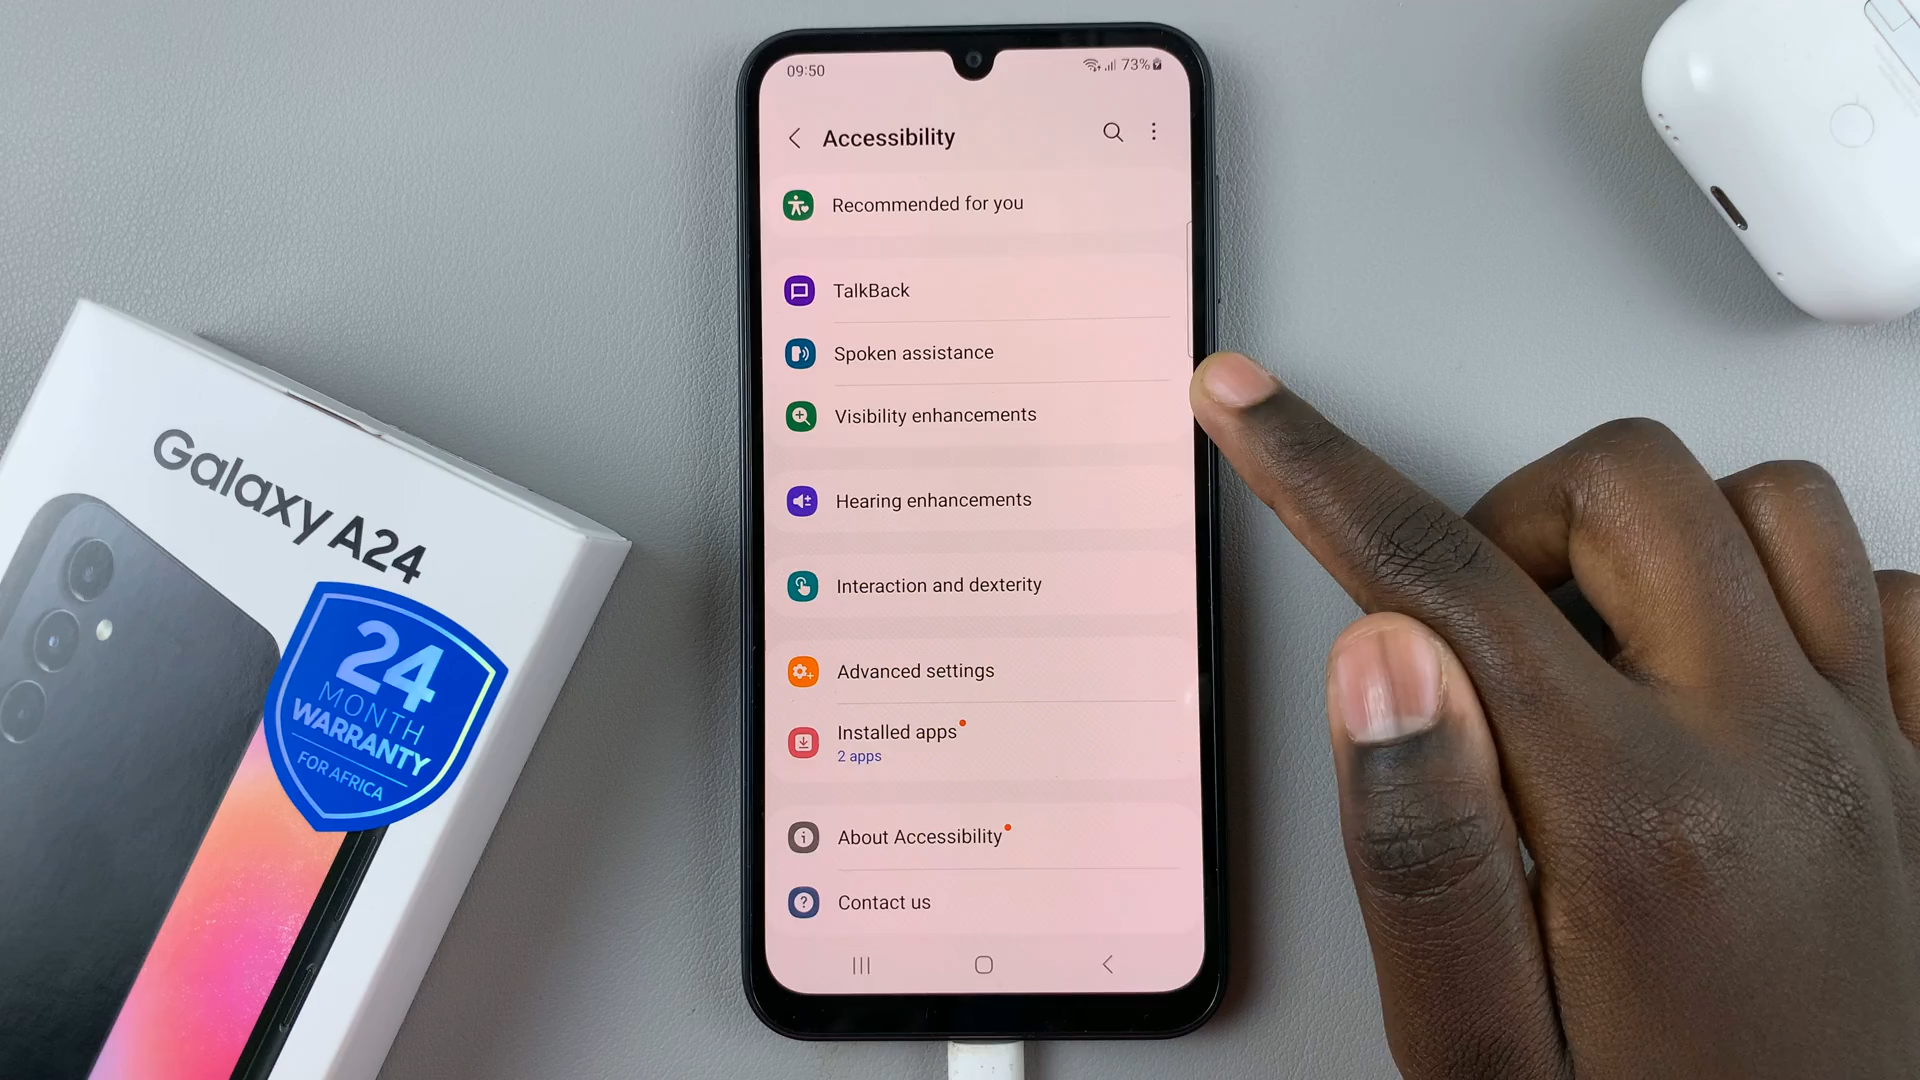 09:50
73%
Accessibility
Recommended for you
TalkBack
Spoken assistance
Visibility enhancements
Hearing enhancements
Interaction and dexterity
Advanced settings
Installed apps
2 apps
About Accessibility
Contact us
Galaxy A24
24
MONTH
WARRANTY
FOR AFRICA